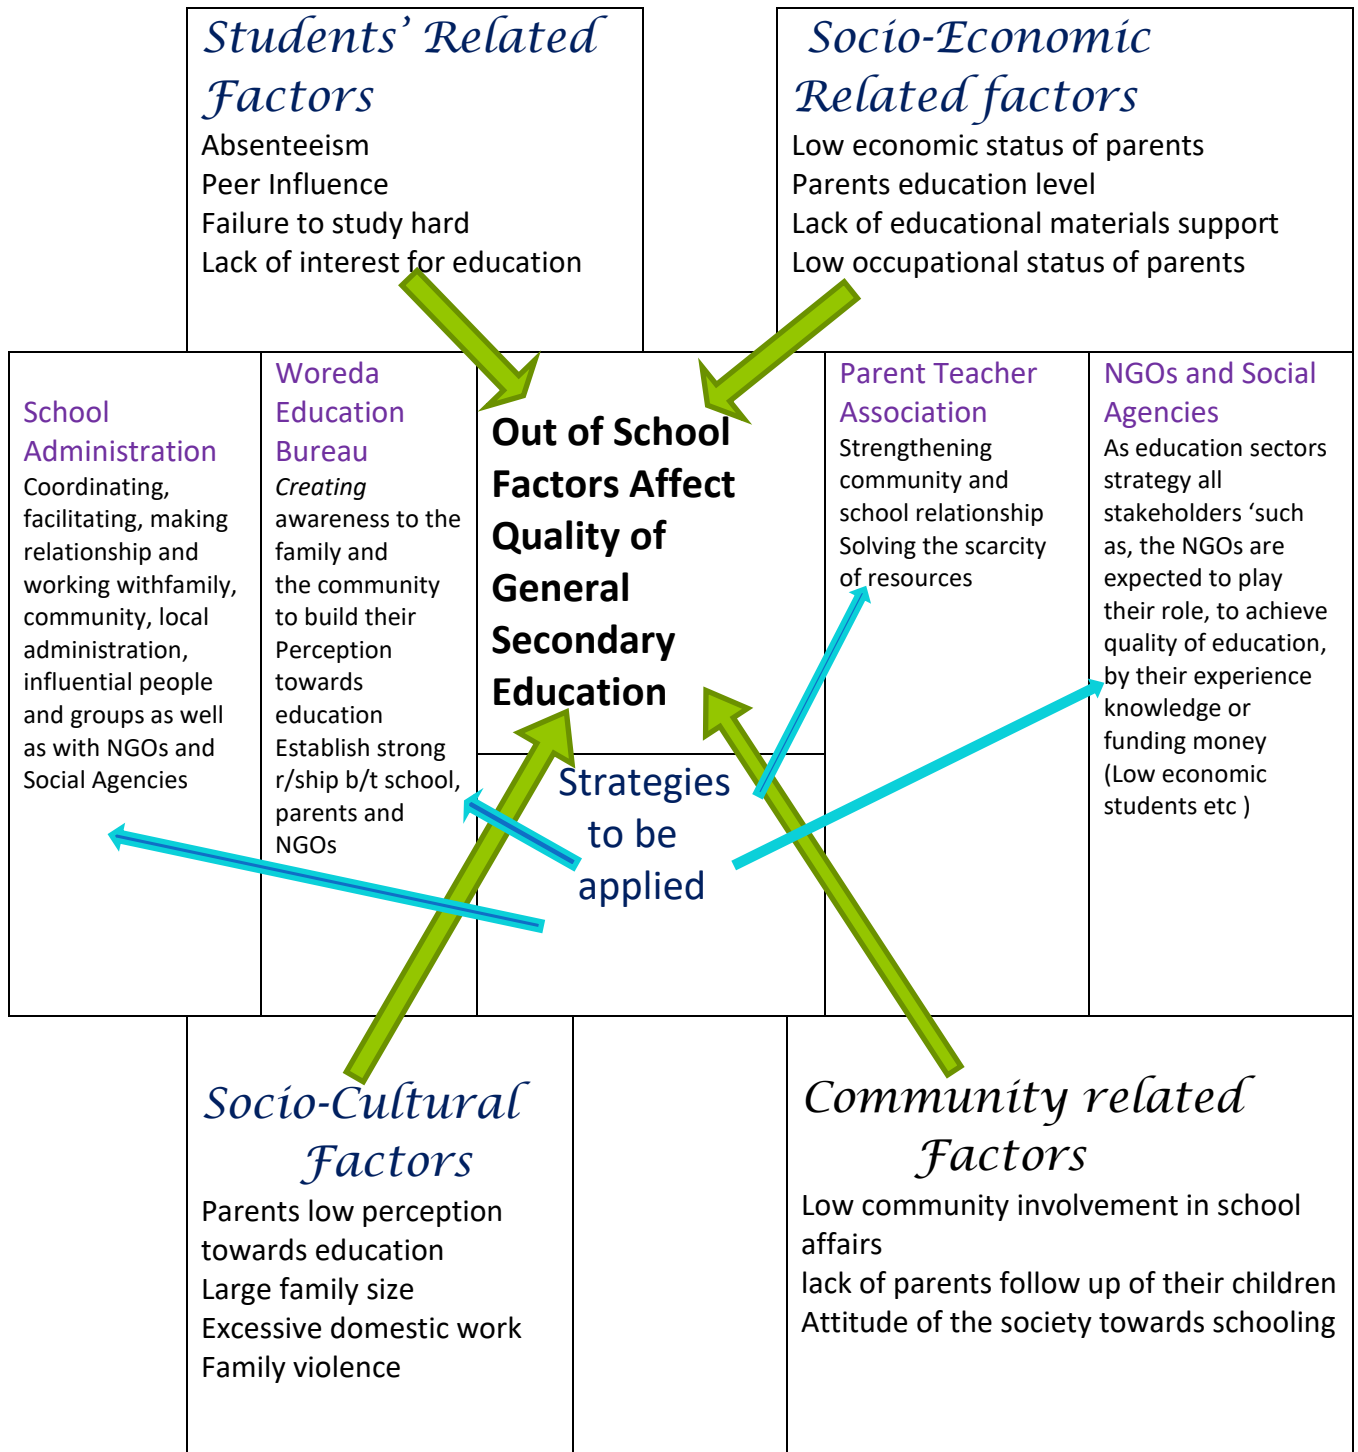 Students’ Related
Factors
Absenteeism
Peer Influence
Failure to study hard
Lack of interest for education
Socio-Economic
Related factors
Low economic status of parents
Parents education level
Lack of educational materials support
Low occupational status of parents
School
Administration
Coordinating,
facilitating, making
relationship and
working withfamily,
community, local
administration,
influential people
and groups as well
as with NGOs and
Social Agencies
Woreda
Education
Bureau
Creating
awareness to the
family and
the community
to build their
Perception
towards
education
Establish strong
r/ship b/t school,
parents and
NGOs
Out of School
Factors Affect
Quality of
General
Secondary
Education
Strategies
to be
applied
Parent Teacher
Association
Strengthening
community and
school relationship
Solving the scarcity
of resources
NGOs and Social
Agencies
As education sectors
strategy all
stakeholders ‘such
as, the NGOs are
expected to play
their role, to achieve
quality of education,
by their experience
knowledge or
funding money
(Low economic
students etc )
Socio-Cultural
Factors
Parents low perception
towards education
Large family size
Excessive domestic work
Family violence
Community related
Factors
Low community involvement in school
affairs
lack of parents follow up of their children
Attitude of the society towards schooling